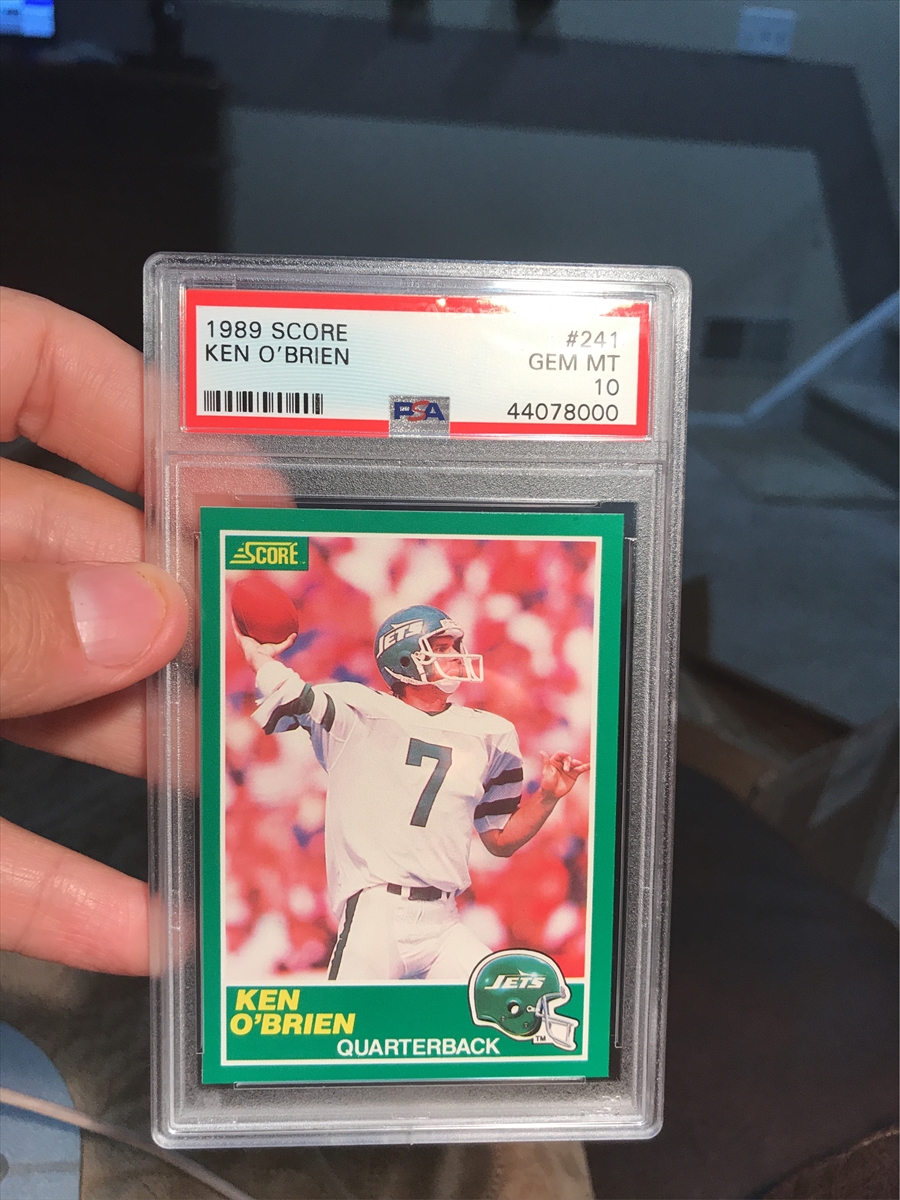 1989 SCORE
KEN O'BRIEN
#241
GEM MT
10
44078000
PSA
SCORE
JETS
7
KEN
O'BRIEN
QUARTERBACK
JETS
TM